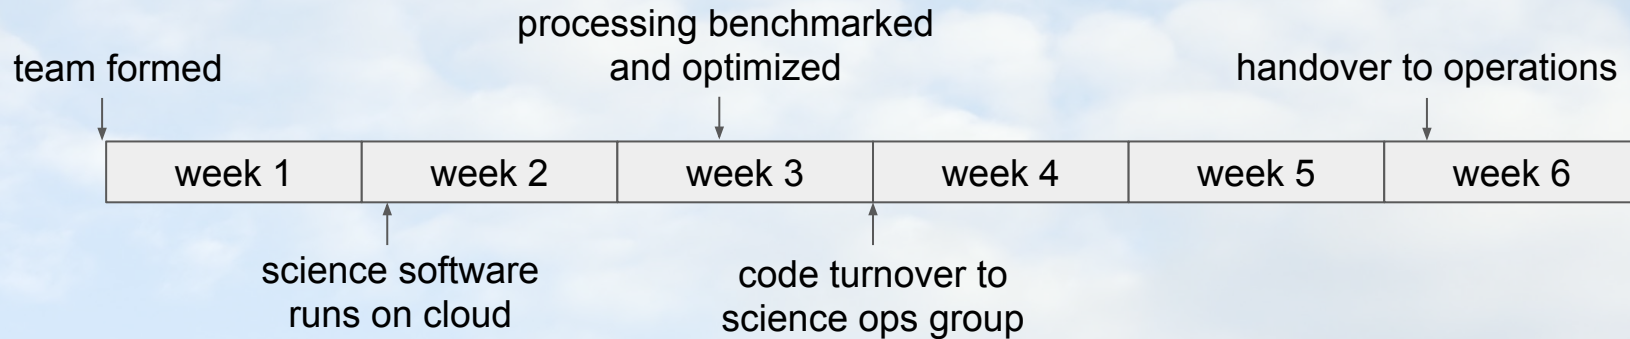 team formed
processing benchmarked
and optimized
handover to operations
week 1
week 2
week 3
week 4
week 5
week 6
science software
runs on cloud
code turnover to
science ops group